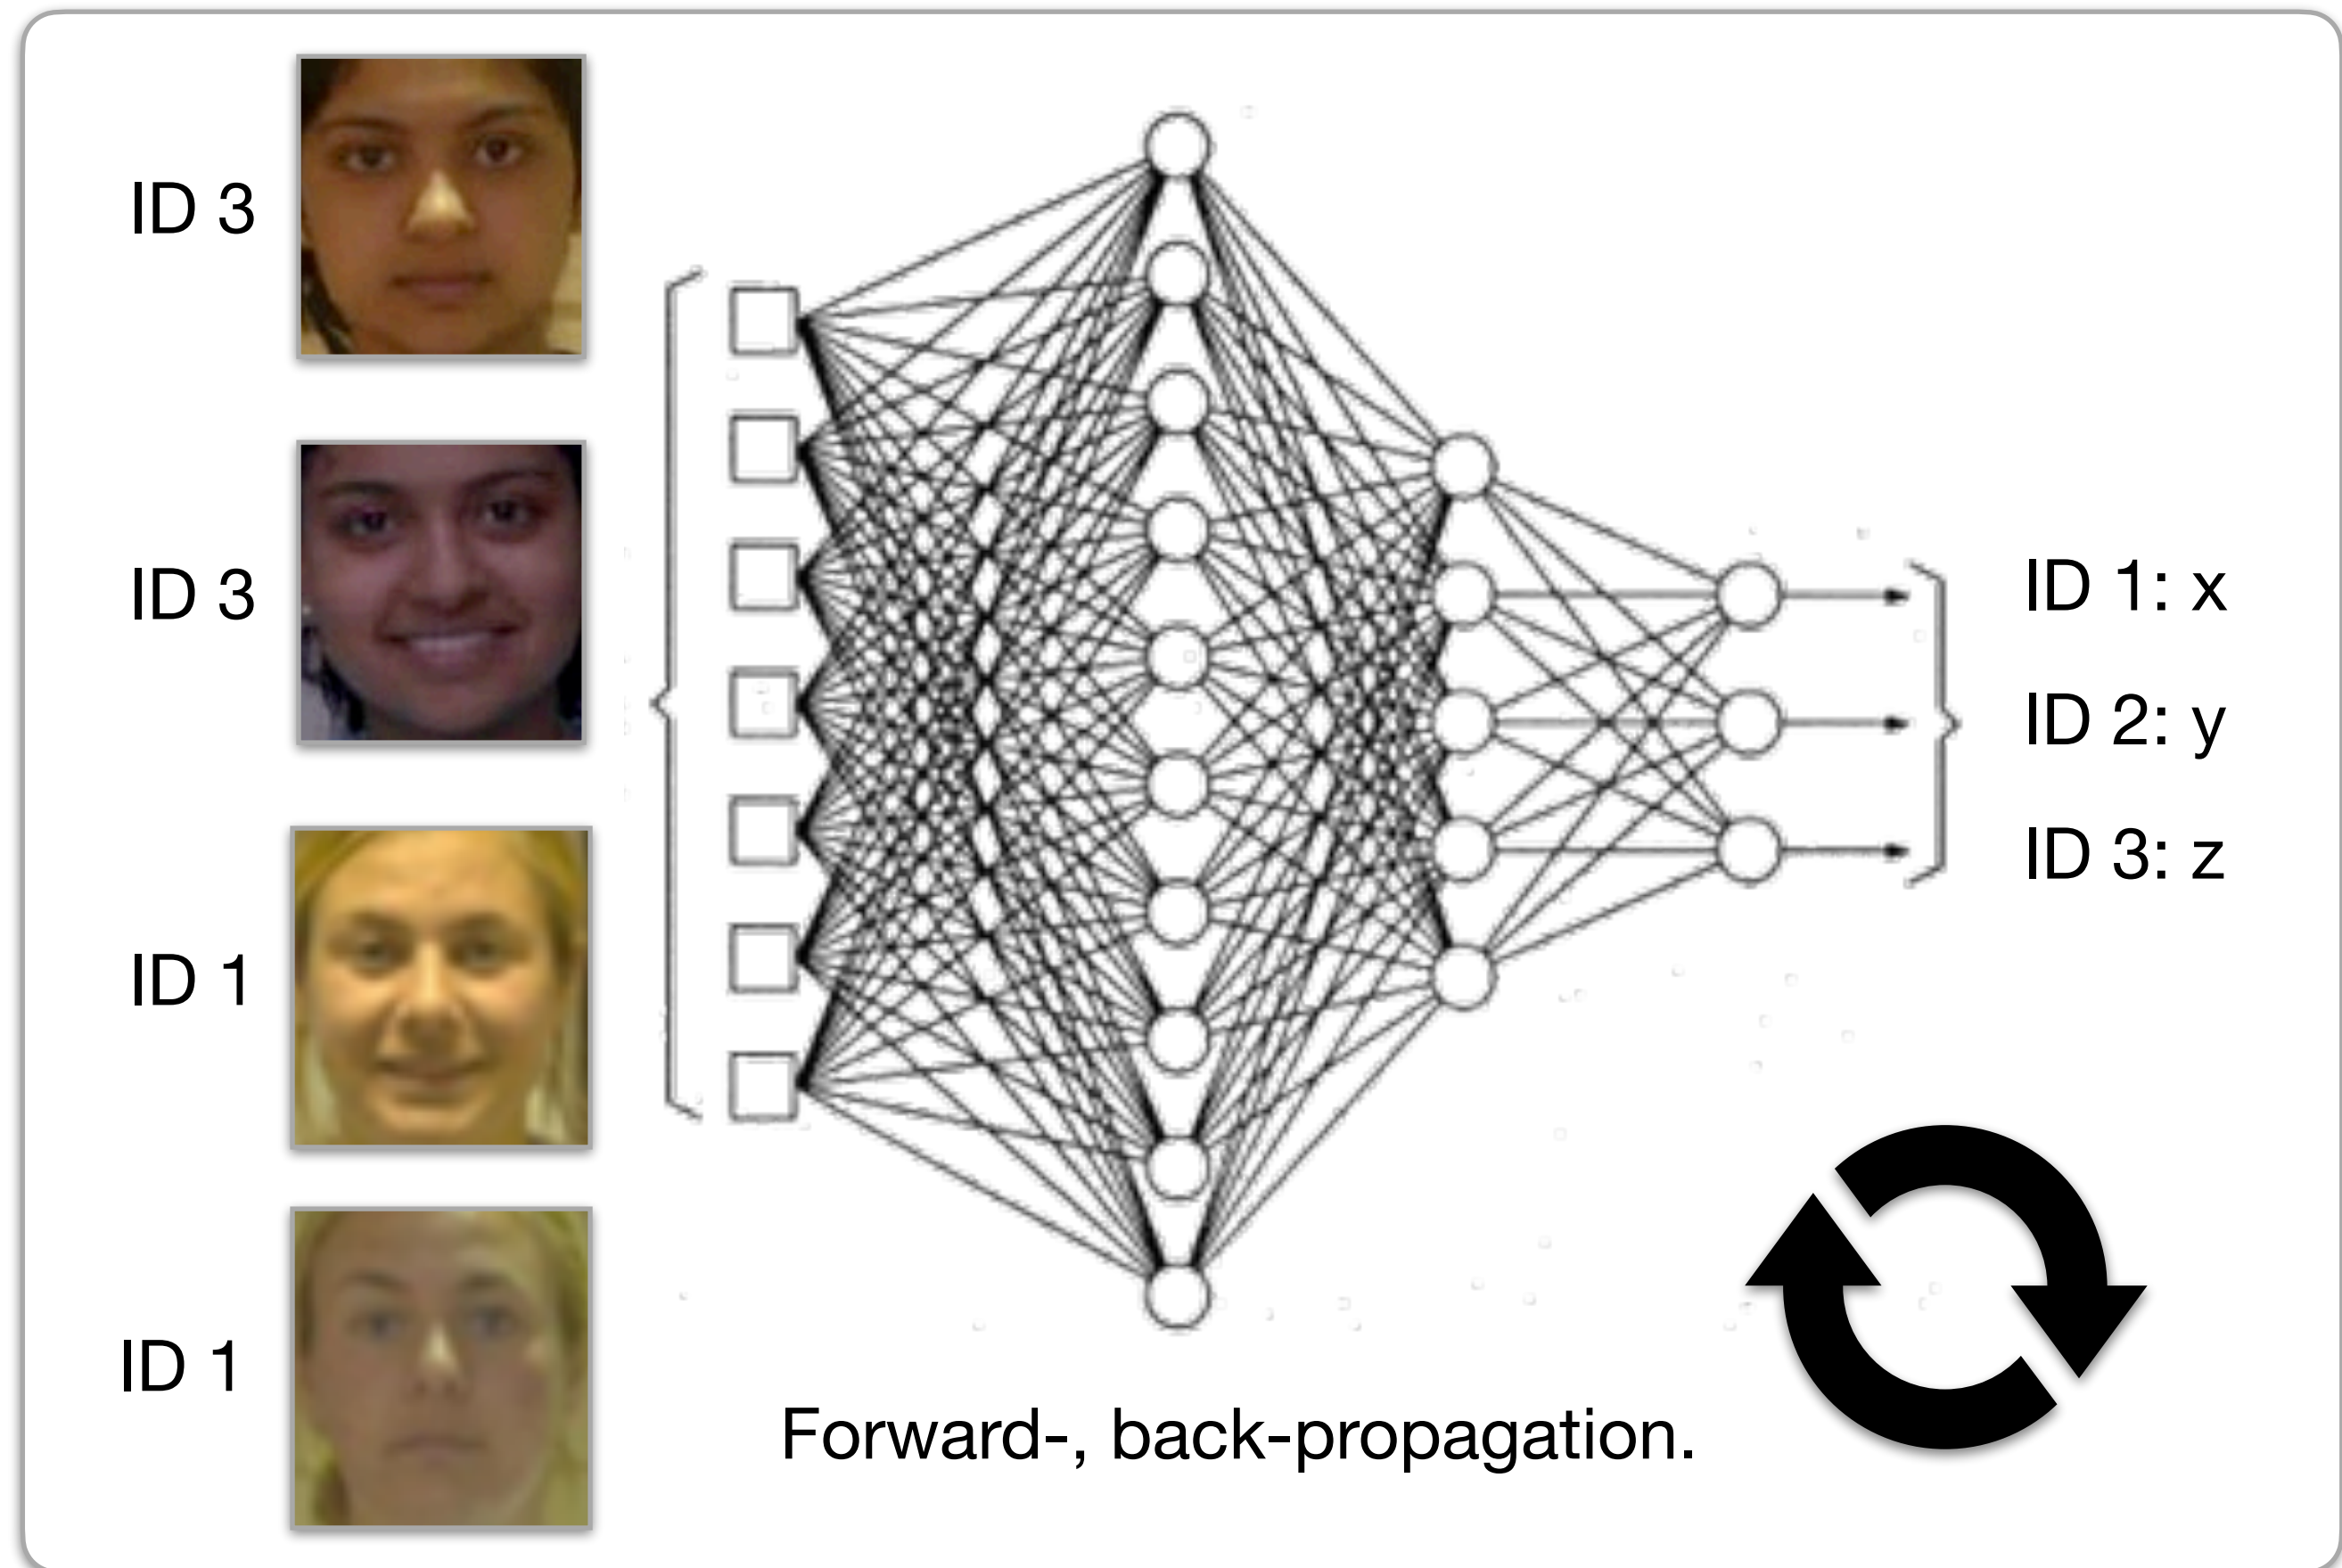 ID 3
ID 3
ID 1
ID 1
ID 1: x
ID 2: y
ID 3: z
Forward-, back-propagation.